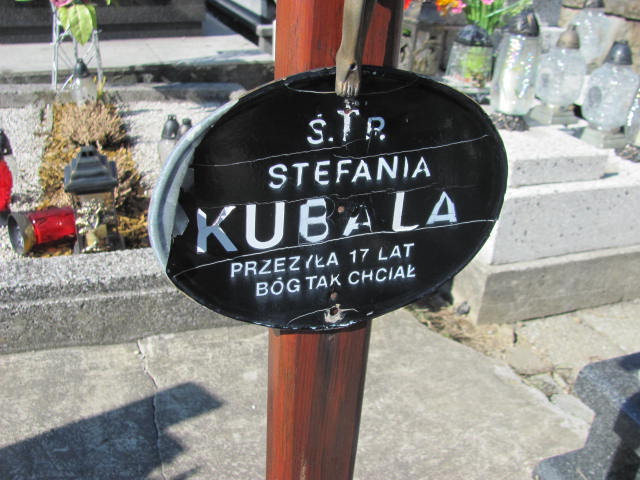 Ś.†P.
STEFANIA
KUBALA
PRZEŻYŁA 17 LAT
BÓG TAK CHCIAŁ